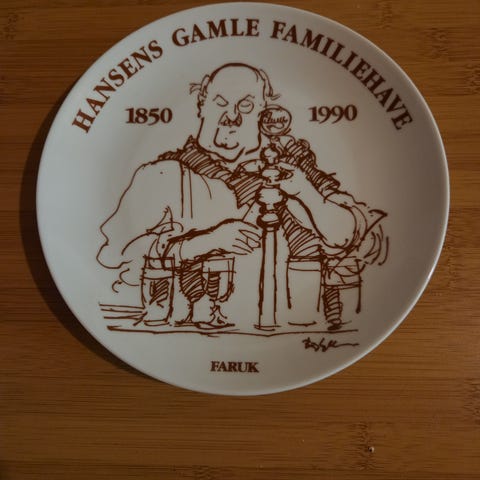 HANSENS GAMLE FAMILIEHAVE
1850 1990
FARUK